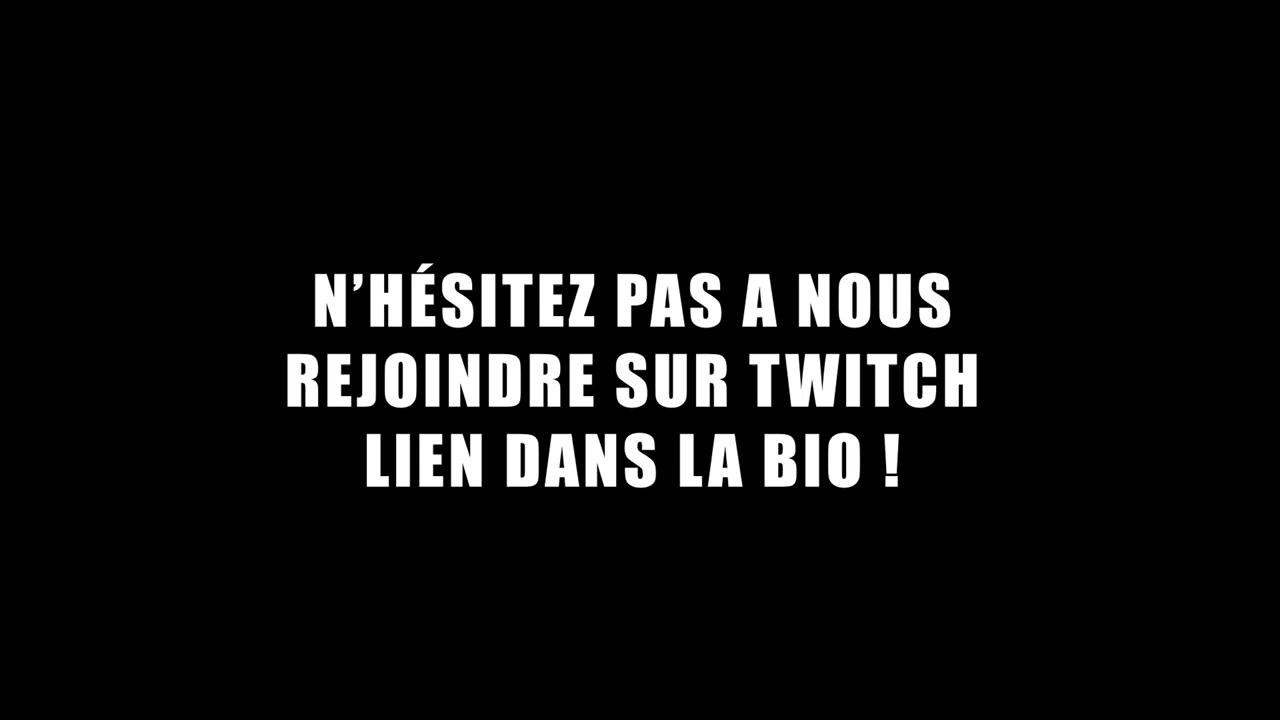 N’HÉSITEZ PAS A NOUS
REJOINDRE SUR TWITCH
LIEN DANS LA BIO !